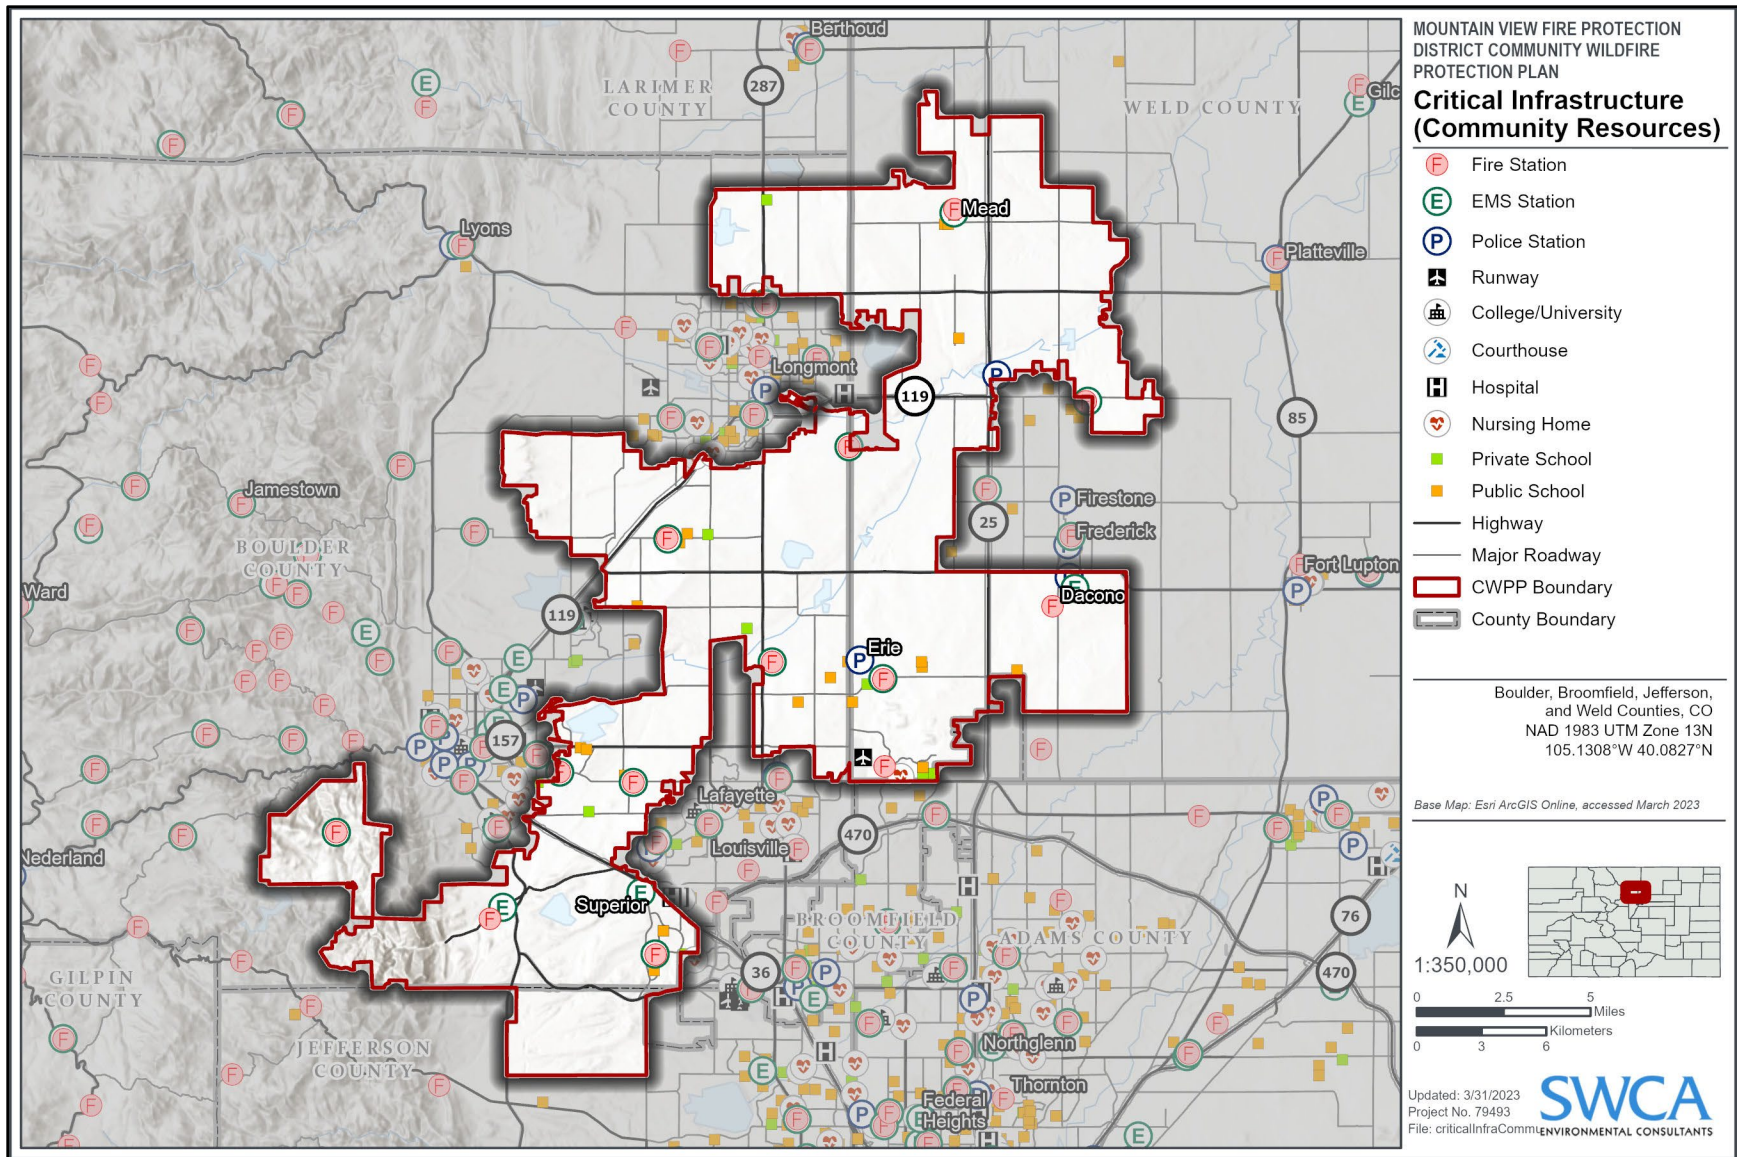 MOUNTAIN VIEW FIRE PROTECTION
DISTRICT COMMUNITY WILDFIRE
PROTECTION PLAN
Critical Infrastructure
(Community Resources)
F Fire Station
E EMS Station
P Police Station
Runway
College/University
Courthouse
H Hospital
Nursing Home
Private School
Public School
Highway
Major Roadway
CWPP Boundary
County Boundary
Boulder, Broomfield, Jefferson,
and Weld Counties, CO
NAD 1983 UTM Zone 13N
105.1308°W 40.0827°N
Base Map: Esri ArcGIS Online, accessed March 2023
N
1:350,000
0 2.5 5
Miles
Kilometers
0 3 6
Updated: 3/31/2023
Project No. 79493
File: criticalInfraCommu
SWCA
ENVIRONMENTAL CONSULTANTS
Berthoud
LARIMER
COUNTY
287
WELD COUNTY
Gilc
Mead
Lyons
Platteville
Longmont
119
85
Jamestown
Firestone
25
Frederick
BOULDER
COUNTY
Fort Lupton
Ward
119
Dacono
Erie
157
Lafayette
470
Louisville
Nederland
Superior
BROOMFIELD
COUNTY
ADAMS COUNTY
76
36
470
GILPIN
COUNTY
JEFFERSON
COUNTY
Northglenn
Thornton
Federal
Heights